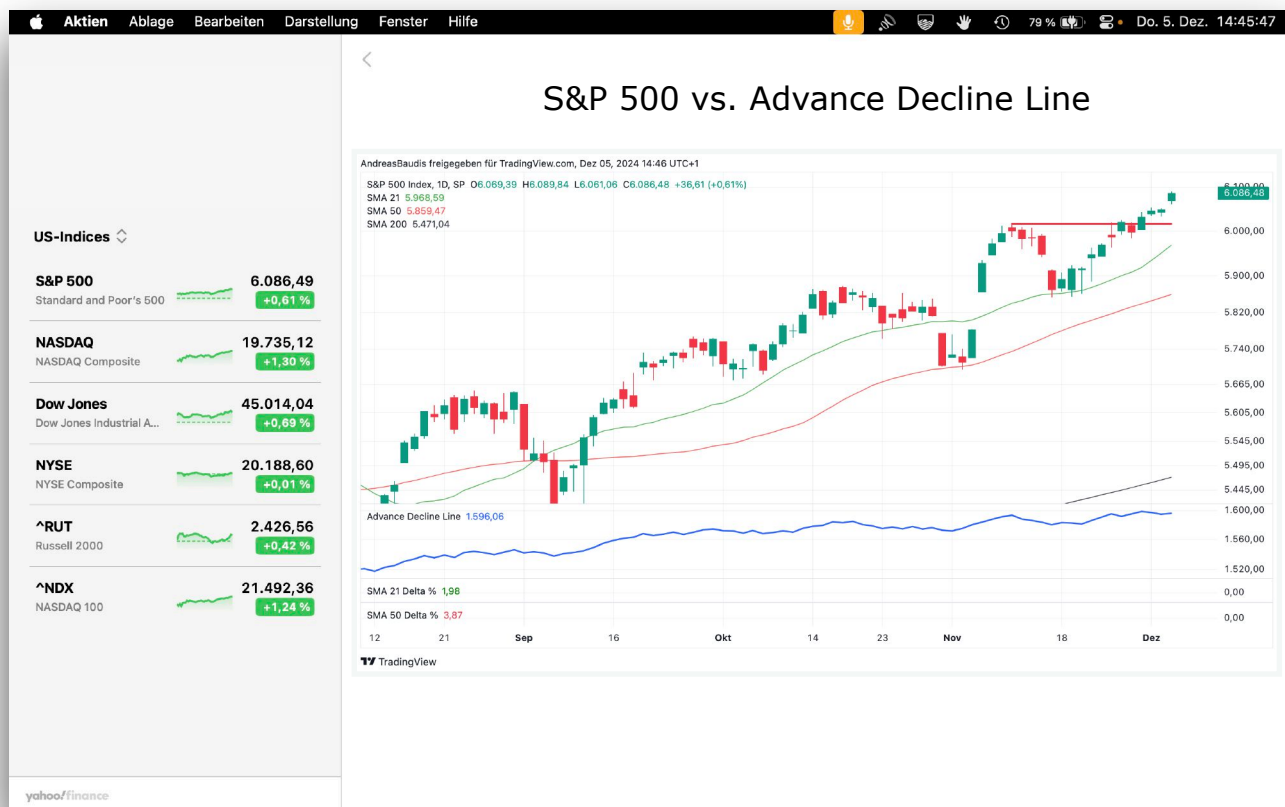 Aktien Ablage Bearbeiten Darstellung Fenster Hilfe 79 % Do. 5. Dez. 14:45:47
US-Indices
S&P 500 6.086,49
Standard and Poor's 500 +0,61 %
NASDAQ 19.735,12
NASDAQ Composite +1,30 %
Dow Jones 45.014,04
Dow Jones Industrial A... +0,69 %
NYSE 20.188,60
NYSE Composite +0,01 %
^RUT 2.426,56
Russell 2000 +0,42 %
^NDX 21.492,36
NASDAQ 100 +1,24 %
yahoo!finance
S&P 500 vs. Advance Decline Line
AndreasBaudis freigegeben für TradingView.com, Dez 05, 2024 14:46 UTC+1
S&P 500 Index, 1D, SP O6.069,39 H6.089,84 L6.061,06 C6.086,48 +36,61 (+0,61%)
SMA 21 5.968,59
SMA 50 5.859,47
SMA 200 5.471,04
6.100,00
6.086,48
6.000,00
5.900,00
5.820,00
5.740,00
5.665,00
5.605,00
5.545,00
5.495,00
5.445,00
Advance Decline Line 1.596,06
1.600,00
1.560,00
1.520,00
SMA 21 Delta % 1,98 0,00
SMA 50 Delta % 3,87 0,00
12 21 Sep 16 Okt 14 23 Nov 18 Dez
TradingView